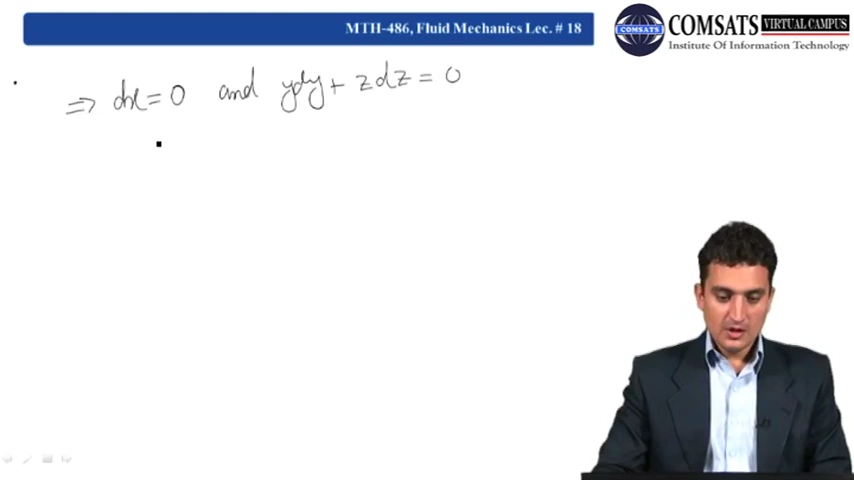 MTH-486, Fluid Mechanics Lec. # 18
COMSATS VIRTUAL CAMPUS
Institute Of Information Technology
COMSATS
⇒ dx = 0 and ydy + zdz = 0